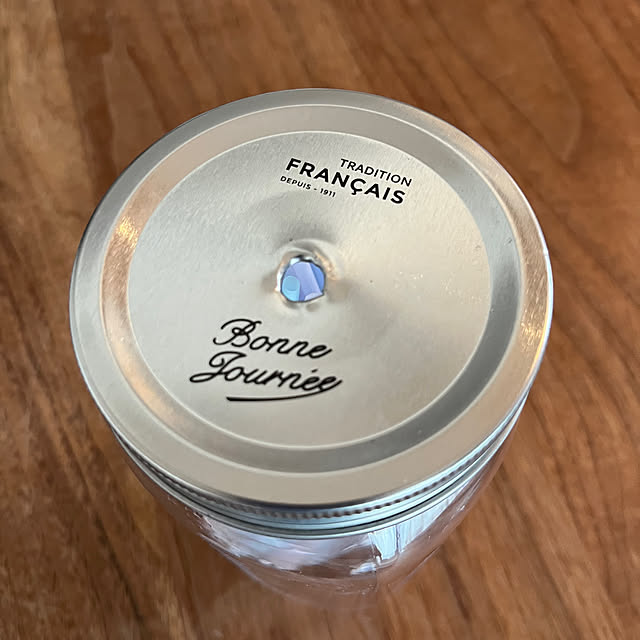 TRADITION
FRANÇAIS
DEPUIS - 1911
Bonne
Journée